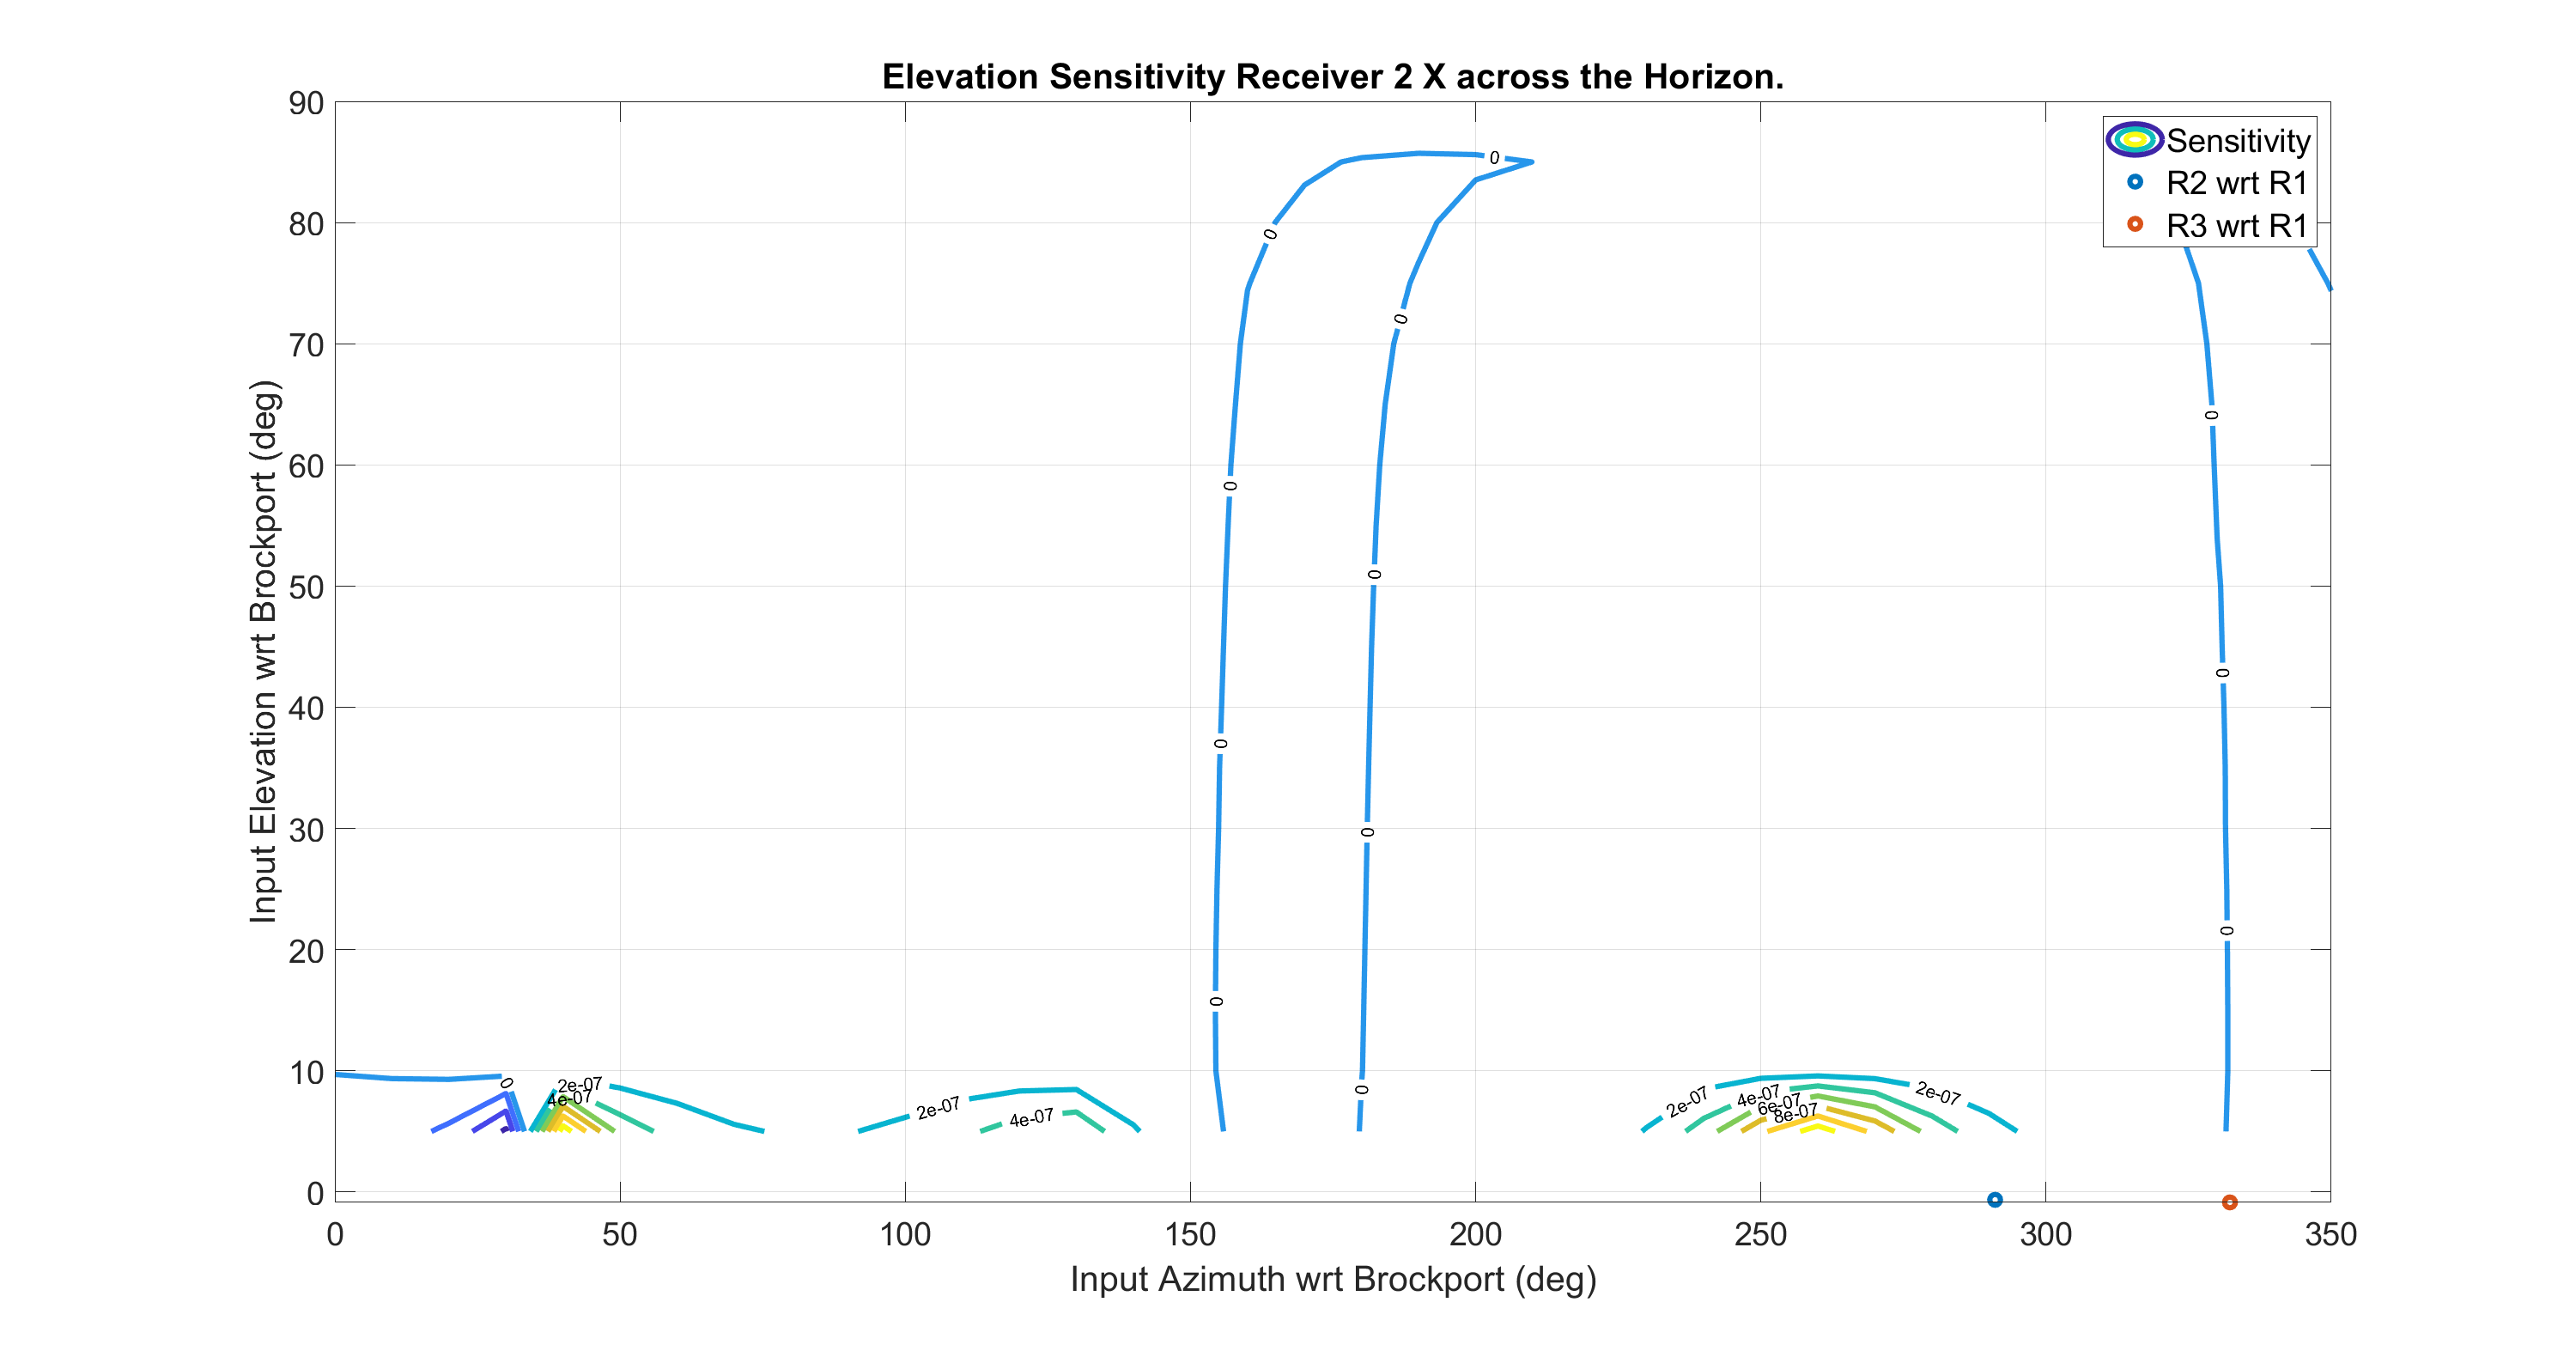 Elevation Sensitivity Receiver 2 X across the Horizon.
90
80
70
60
50
40
30
20
10
0
Input Elevation wrt Brockport (deg)
Sensitivity
R2 wrt R1
R3 wrt R1
0
0
0
0
0
0
0
0
0
0
0
0
0
0
2e-07
4e-07
2e-07
4e-07
2e-07
4e-07
6e-07
8e-07
2e-07
0
50
100
150
200
250
300
350
Input Azimuth wrt Brockport (deg)